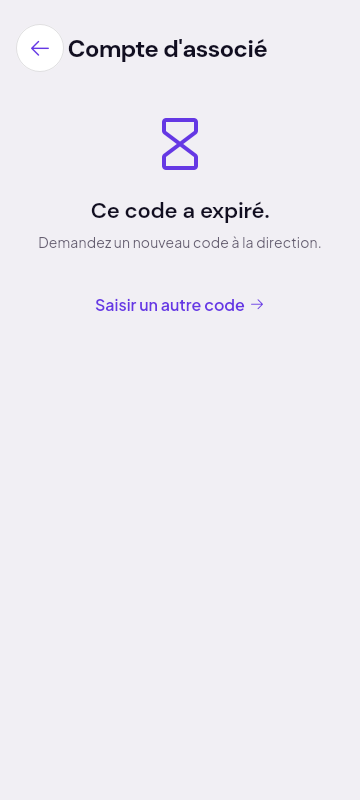 Compte d'associé
Ce code a expiré.
Demandez un nouveau code à la direction.
Saisir un autre code